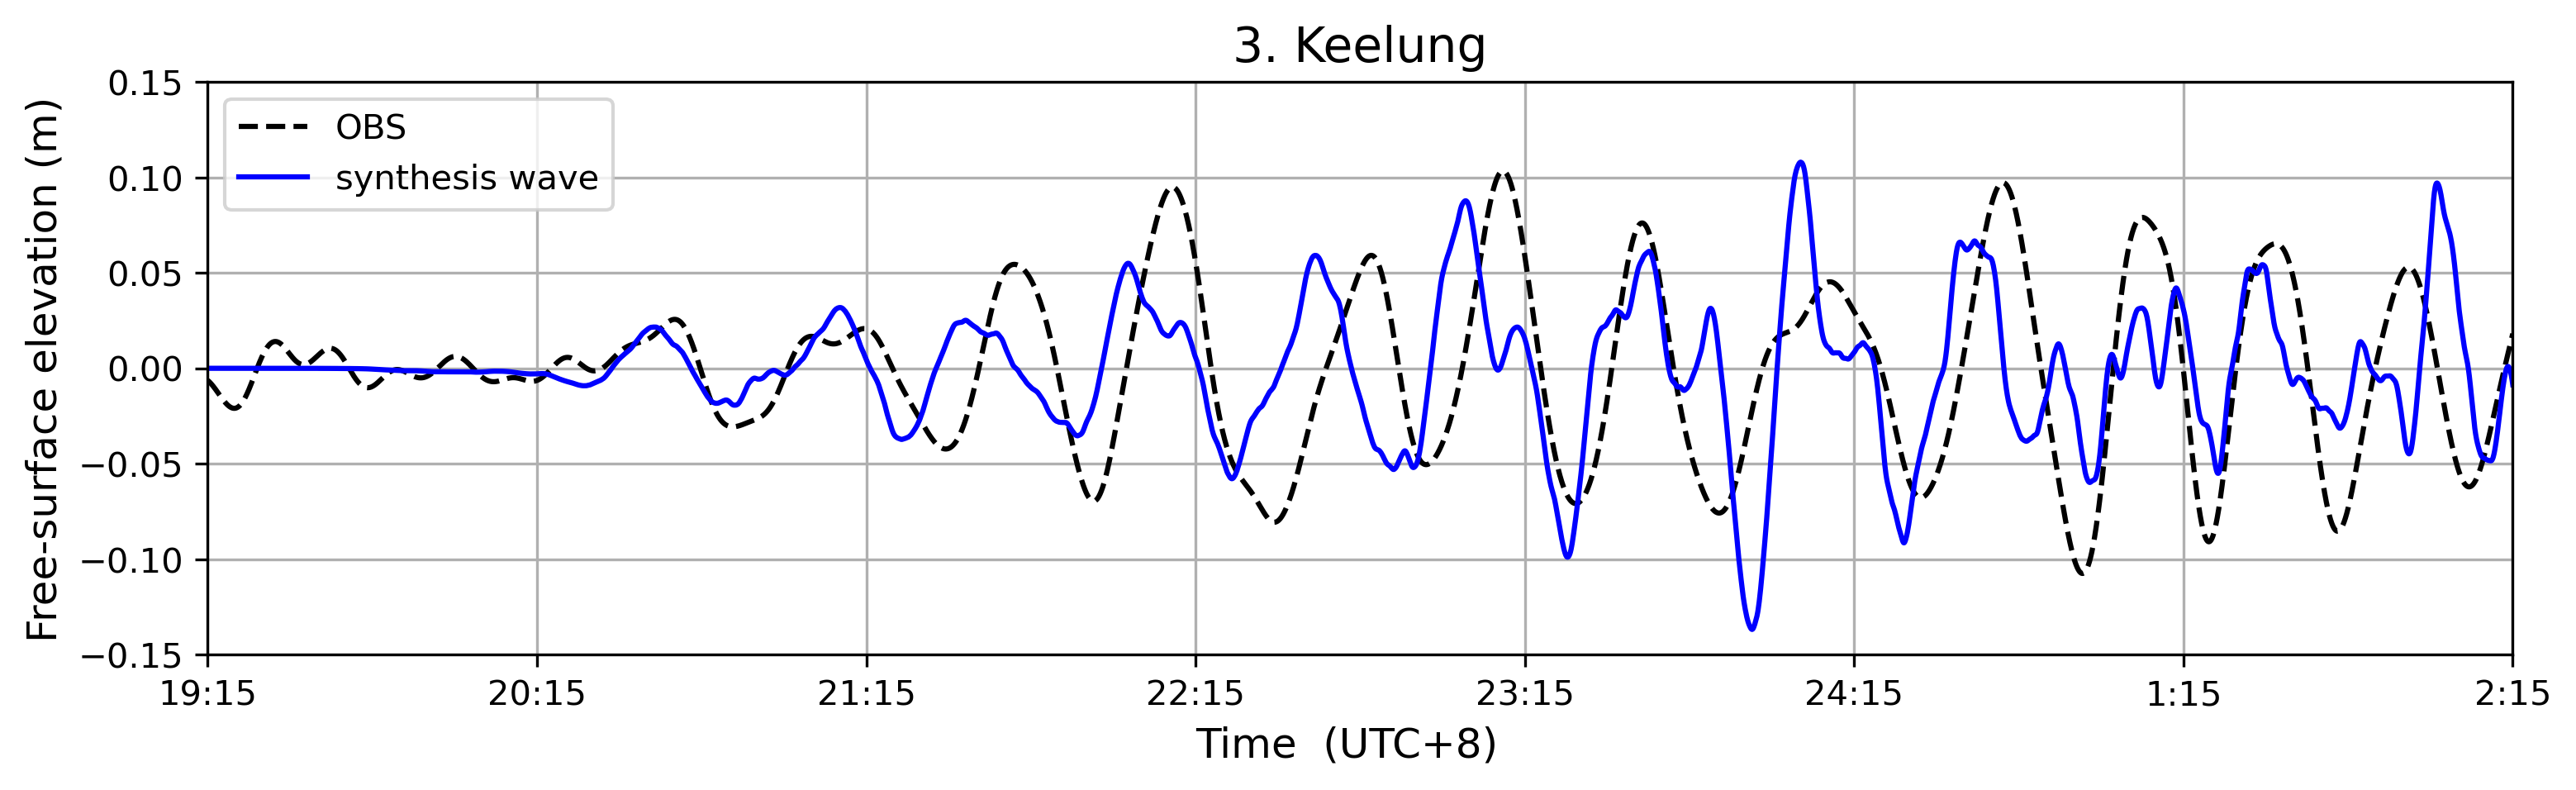 3. Keelung
Free-surface elevation (m)
0.15
0.10
0.05
0.00
−0.05
−0.10
−0.15
OBS
synthesis wave
19:15 20:15 21:15 22:15 23:15 24:15 1:15 2:15
Time (UTC+8)